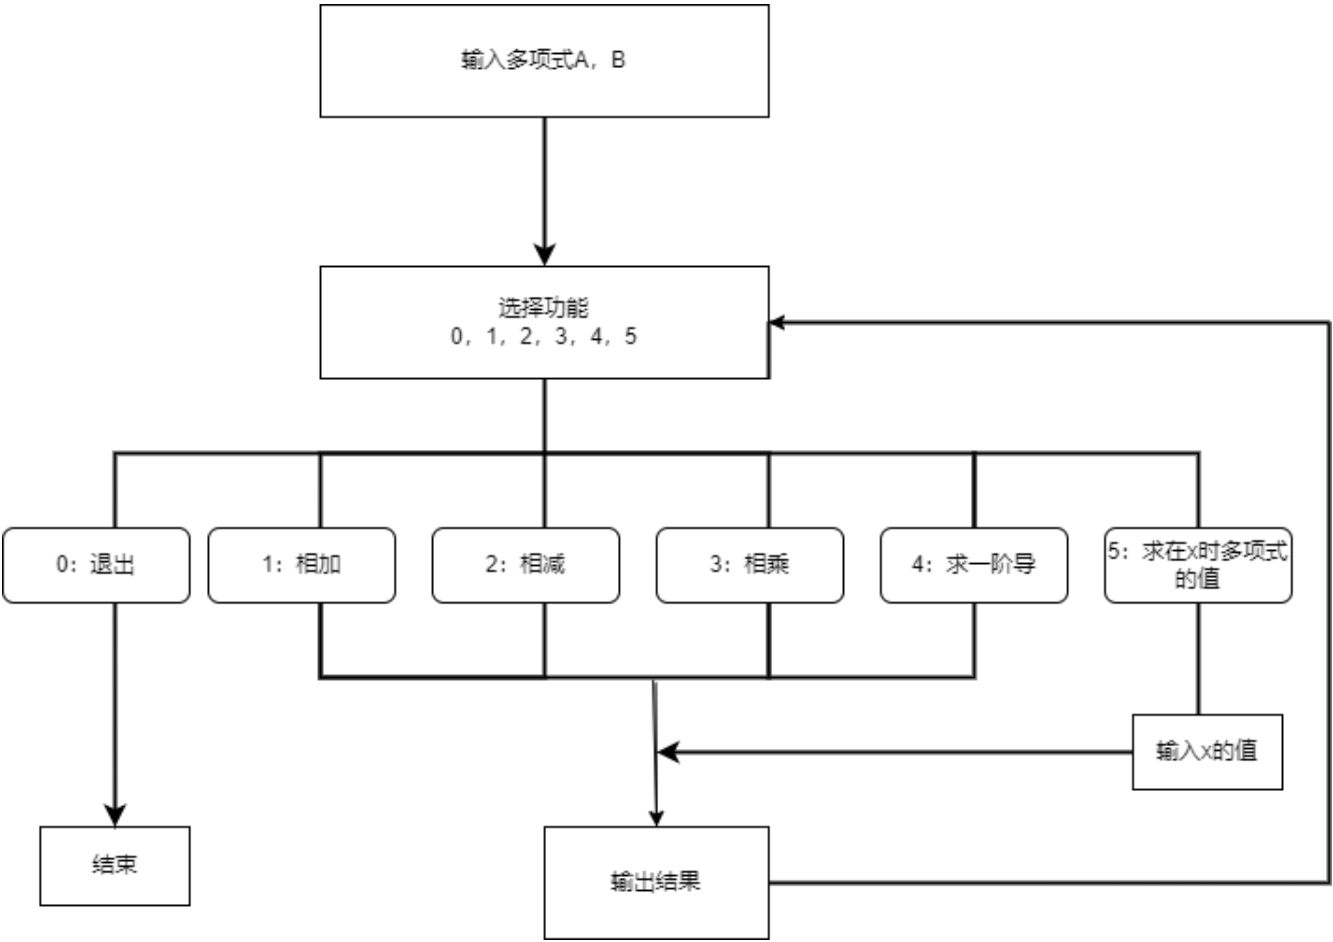 输入多项式A，B
选择功能
0，1，2，3，4，5
0：退出
1：相加
2：相减
3：相乘
4：求一阶导
5：求在x时多项式
的值
输入x的值
结束
输出结果